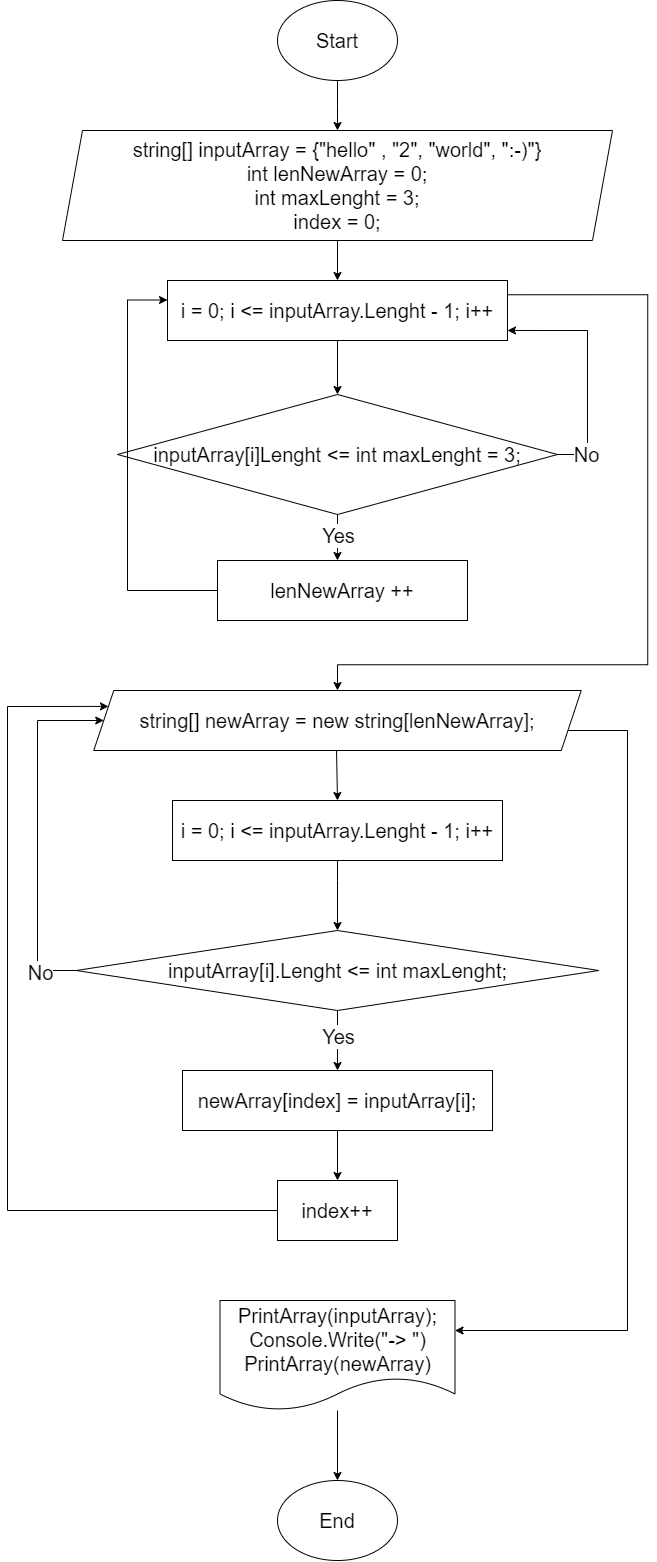 Start
string[] inputArray = {"hello" , "2", "world", ":-)"}
int lenNewArray = 0;
int maxLenght = 3;
index = 0;
i = 0; i <= inputArray.Lenght - 1; i++
inputArray[i]Lenght <= int maxLenght = 3;
No
Yes
lenNewArray ++
string[] newArray = new string[lenNewArray];
i = 0; i <= inputArray.Lenght - 1; i++
inputArray[i].Lenght <= int maxLenght;
No
Yes
newArray[index] = inputArray[i];
index++
PrintArray(inputArray);
Console.Write("-> ")
PrintArray(newArray)
End